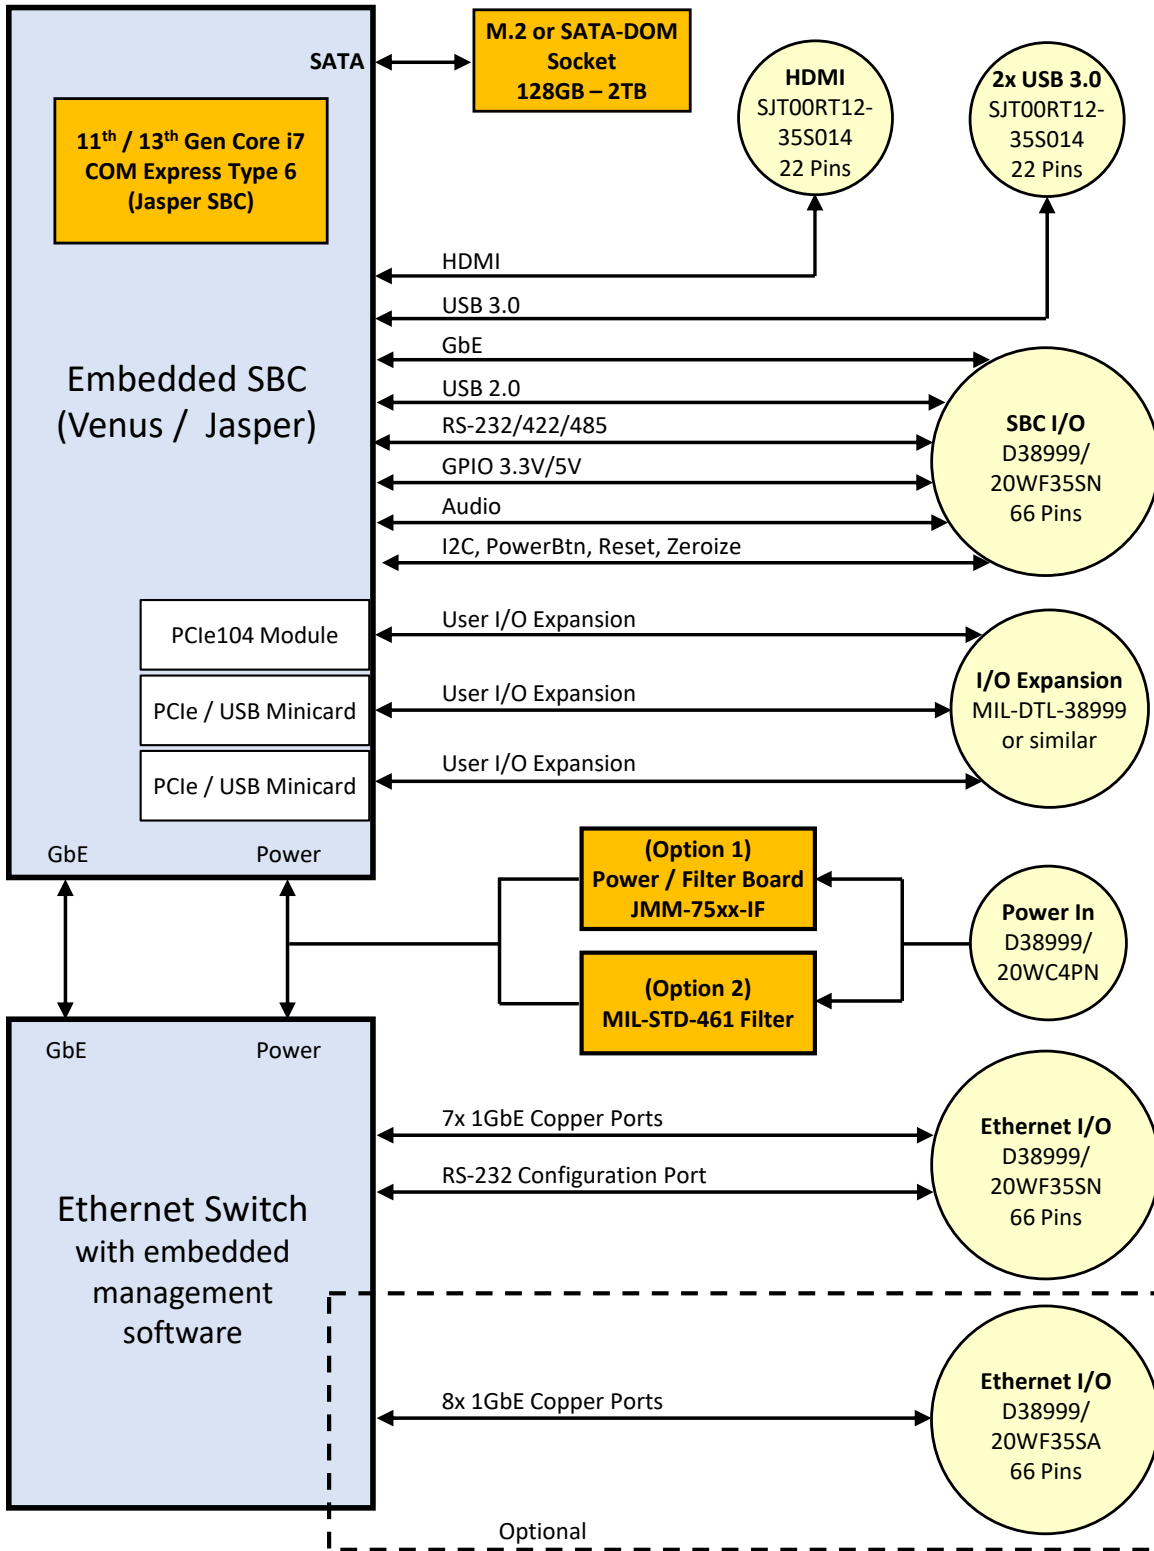 SATA
M.2 or SATA-DOM
Socket
128GB – 2TB
HDMI
SJT00RT12-
35S014
22 Pins
2x USB 3.0
SJT00RT12-
35S014
22 Pins
11th / 13th Gen Core i7
COM Express Type 6
(Jasper SBC)
HDMI
USB 3.0
GbE
USB 2.0
RS-232/422/485
GPIO 3.3V/5V
Audio
I2C, PowerBtn, Reset, Zeroize
Embedded SBC
(Venus / Jasper)
SBC I/O
D38999/
20WF35SN
66 Pins
PCIe104 Module
User I/O Expansion
PCIe / USB Minicard
User I/O Expansion
PCIe / USB Minicard
User I/O Expansion
I/O Expansion
MIL-DTL-38999
or similar
GbE
Power
(Option 1)
Power / Filter Board
JMM-75xx-IF
(Option 2)
MIL-STD-461 Filter
Power In
D38999/
20WC4PN
GbE
Power
7x 1GbE Copper Ports
RS-232 Configuration Port
Ethernet I/O
D38999/
20WF35SN
66 Pins
Ethernet Switch
with embedded
management
software
8x 1GbE Copper Ports
Ethernet I/O
D38999/
20WF35SA
66 Pins
Optional